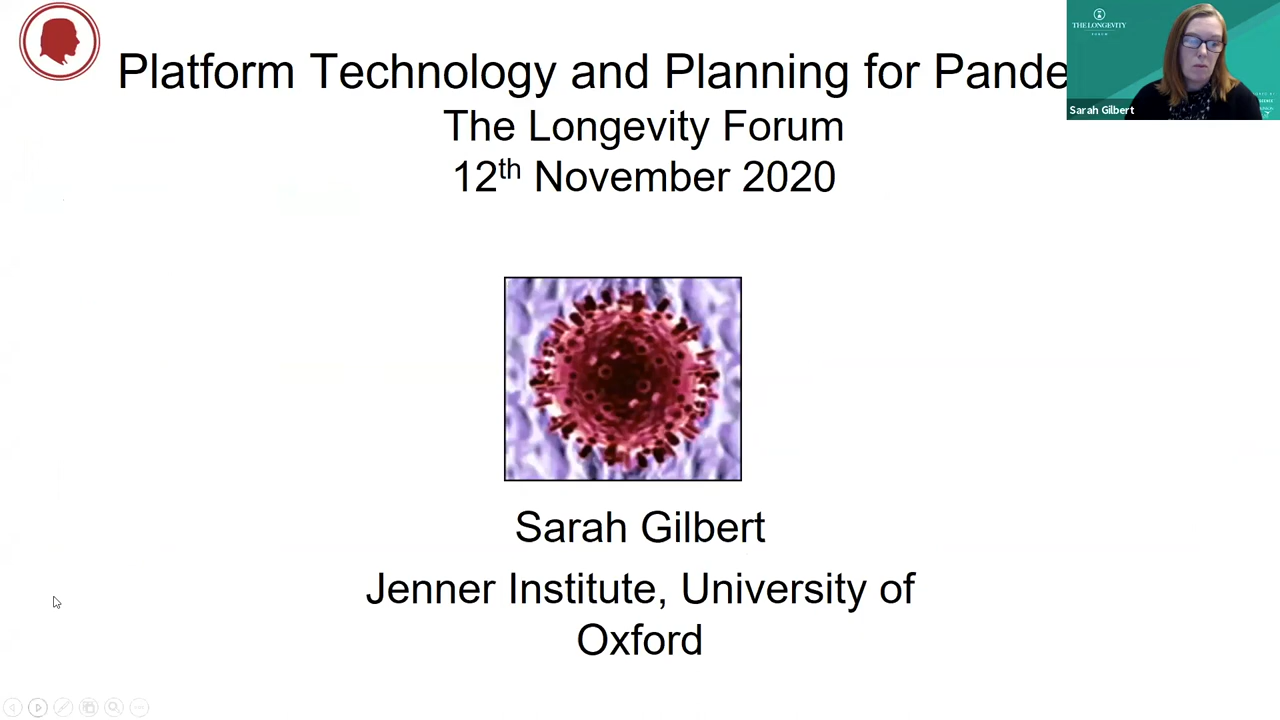 Platform Technology and Planning for Pande
The Longevity Forum
12th November 2020
THE LONGEVITY
FORUM
Sarah Gilbert
Sarah Gilbert
Jenner Institute, University of
Oxford